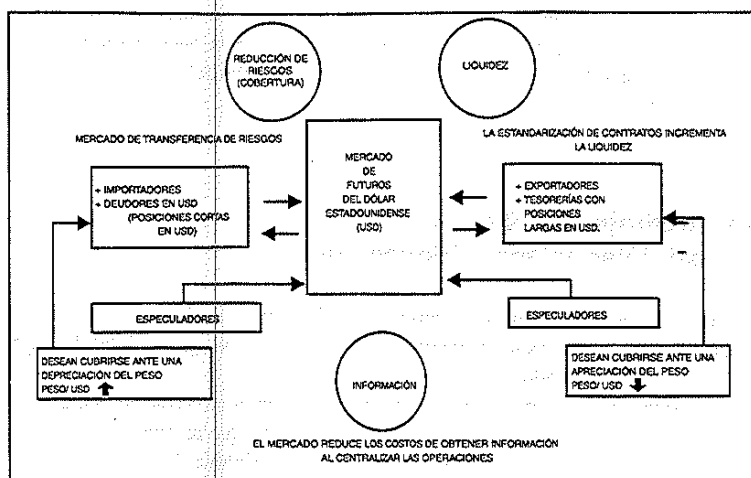 REDUCCIÓN DE
RIESGOS
(COBERTURA)
LIQUIDEZ
MERCADO DE TRANSFERENCIA DE RIESGOS
LA ESTANDARIZACIÓN DE CONTRATOS INCREMENTA
LA LIQUIDEZ
+ IMPORTADORES
+ DEUDORES EN USD
(POSICIONES CORTAS
EN USD)
MERCADO
DE
FUTUROS
DEL DÓLAR
ESTADOUNIDENSE
(USD)
+ EXPORTADORES
+ TESORERÍAS CON
POSICIONES
LARGAS EN USD.
ESPECULADORES
ESPECULADORES
DESEAN CUBRIRSE ANTE UNA
DEPRECIACIÓN DEL PESO
PESO/ USD
INFORMACIÓN
DESEAN CUBRIRSE ANTE UNA
APRECIACIÓN DEL PESO
PESO/ USD
EL MERCADO REDUCE LOS COSTOS DE OBTENER INFORMACIÓN
AL CENTRALIZAR LAS OPERACIONES